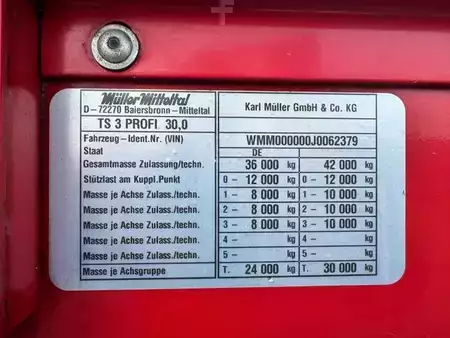 Müller Mitteltal Karl Müller GmbH & Co. KG
D – 72270 Baiersbronn – Mitteltal
TS 3 PROFI 30,0
Fahrzeug – Ident.Nr. (VIN) WMM000000J0062379
Staat DE
Gesamtmasse Zulassung/techn. 36 000 kg 42 000 kg
Stützlast am Kuppl.Punkt 0 – 12 000 kg 0 – 12 000 kg
Masse je Achse Zulass./techn. 1 – 8 000 kg 1 – 10 000 kg
Masse je Achse Zulass./techn. 2 – 8 000 kg 2 – 10 000 kg
Masse je Achse Zulass./techn. 3 – 8 000 kg 3 – 10 000 kg
Masse je Achse Zulass./techn. 4 – kg 4 – kg
Masse je Achse Zulass./techn. 5 – kg 5 – kg
Masse je Achsgruppe T. 24 000 kg T. 30 000 kg